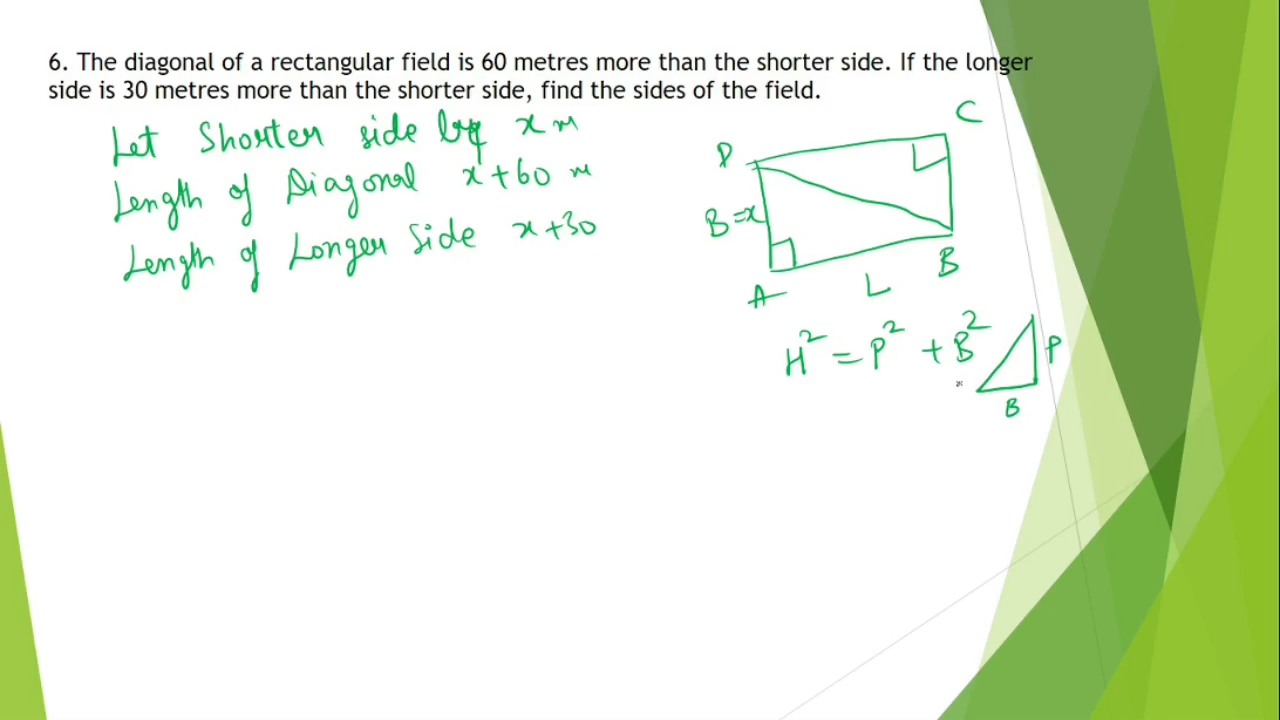 6. The diagonal of a rectangular field is 60 metres more than the shorter side. If the longer
side is 30 metres more than the shorter side, find the sides of the field.
Let Shorter side be x m
Length of Diagonal x+60 m
Length of Longer Side x+30
D
C
B=x
A
L
B
H² = P² + B²
P
B